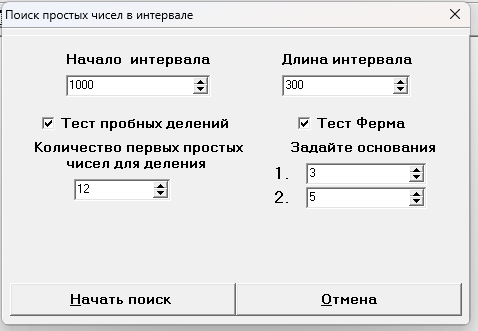 Поиск простых чисел в интервале
Начало интервала
Длина интервала
1000
300
Тест пробных делений
Тест Ферма
Количество первых простых
чисел для деления
Задайте основания
12
1. 3
2. 5
Начать поиск
Отмена